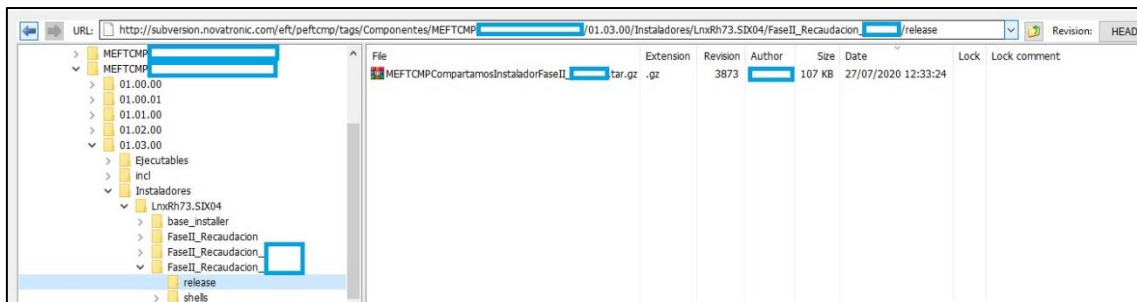 URL: http://subversion.novatronic.com/eft/peftcmp/tags/Componentes/MEFTCMP /01.03.00/Instaladores/LnxRh73.SIX04/FaseII_Recaudacion_ /release Revision: HEAD
MEFTCMP
MEFTCMP
01.00.00
01.00.01
01.01.00
01.02.00
01.03.00
Ejecutables
incl
Instaladores
LnxRh73.SIX04
base_installer
FaseII_Recaudacion
FaseII_Recaudacion_
FaseII_Recaudacion_
release
shells
File Extension Revision Author Size Date Lock Lock comment
MEFTCMPCompartamosInstaladorFaseII_ .tar.gz .gz 3873 107 KB 27/07/2020 12:33:24